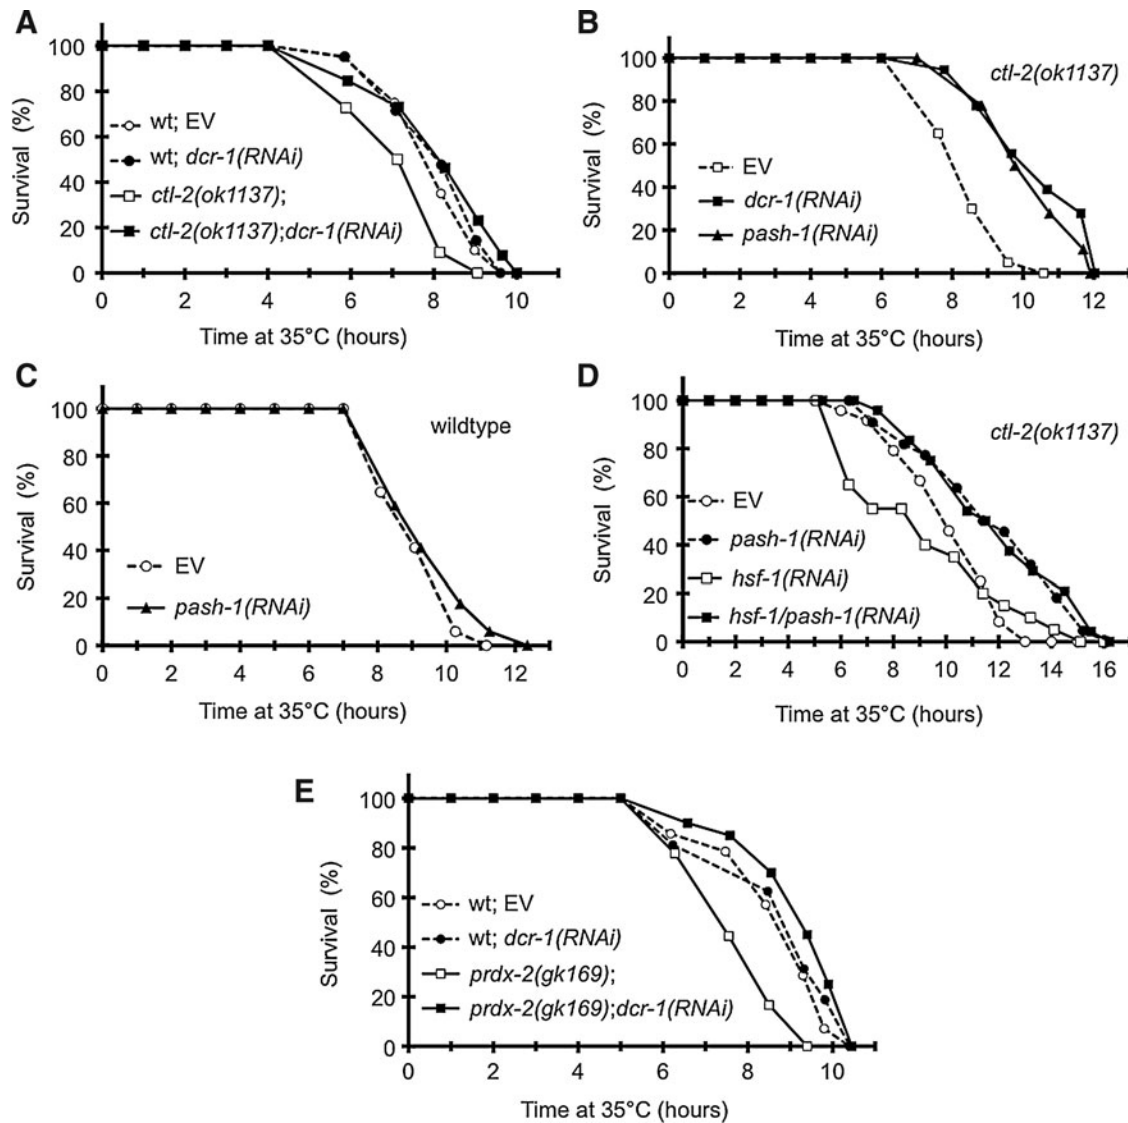 A
Survival (%)
100
80
60
40
20
0
wt; EV
wt; dcr-1(RNAi)
ctl-2(ok1137);
ctl-2(ok1137);dcr-1(RNAi)
0 2 4 6 8 10
Time at 35°C (hours)
B
Survival (%)
100
80
60
40
20
0
ctl-2(ok1137)
EV
dcr-1(RNAi)
pash-1(RNAi)
0 2 4 6 8 10 12
Time at 35°C (hours)
C
Survival (%)
100
80
60
40
20
0
wildtype
EV
pash-1(RNAi)
0 2 4 6 8 10 12
Time at 35°C (hours)
D
Survival (%)
100
80
60
40
20
0
ctl-2(ok1137)
EV
pash-1(RNAi)
hsf-1(RNAi)
hsf-1/pash-1(RNAi)
0 2 4 6 8 10 12 14 16
Time at 35°C (hours)
E
Survival (%)
100
80
60
40
20
0
wt; EV
wt; dcr-1(RNAi)
prdx-2(gk169);
prdx-2(gk169);dcr-1(RNAi)
0 2 4 6 8 10
Time at 35°C (hours)